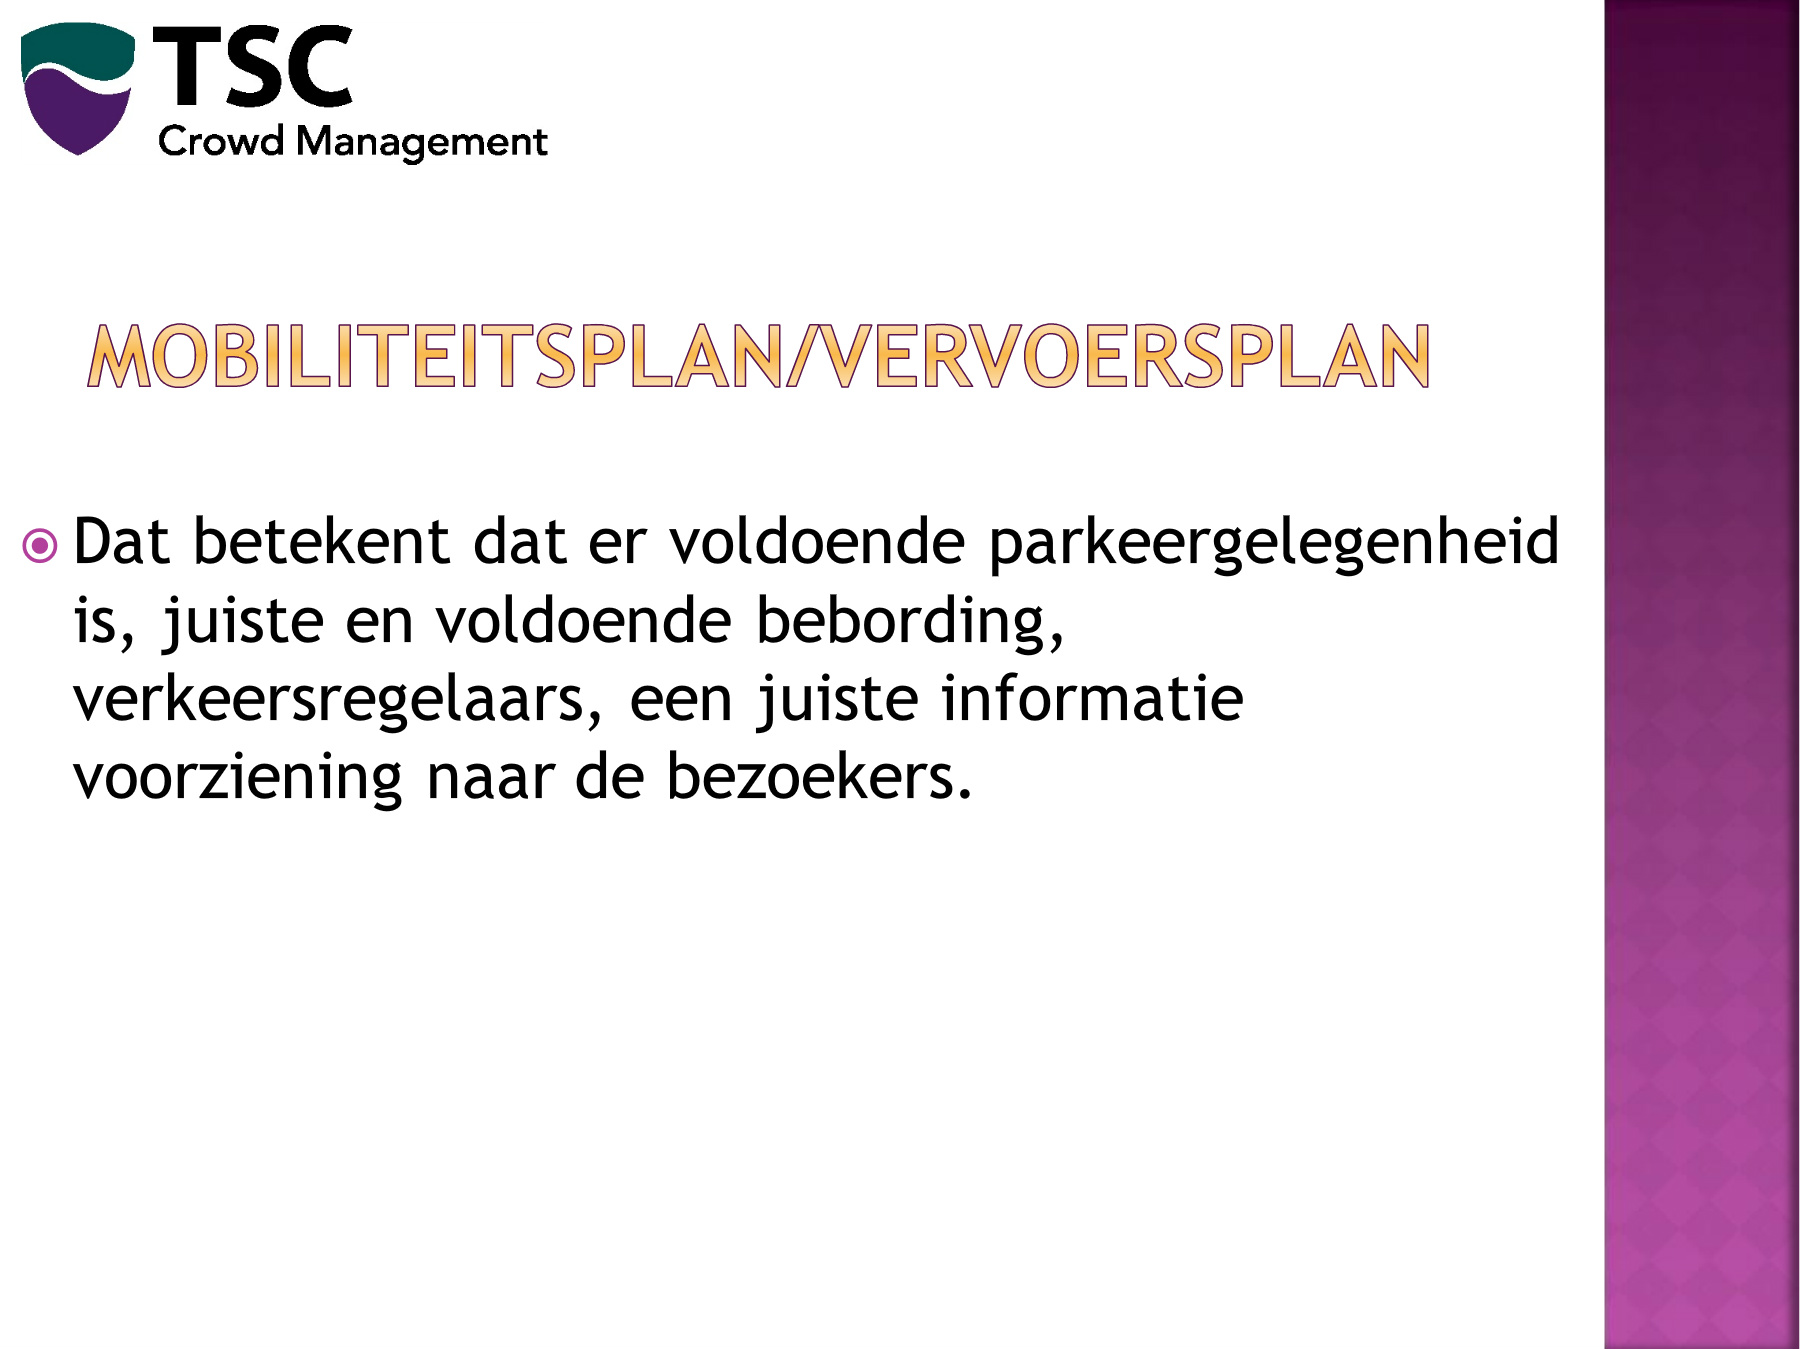 TSC
Crowd Management
MOBILITEITSPLAN/VERVOERSPLAN
Dat betekent dat er voldoende parkeergelegenheid
is, juiste en voldoende bebording,
verkeersregelaars, een juiste informatie
voorziening naar de bezoekers.